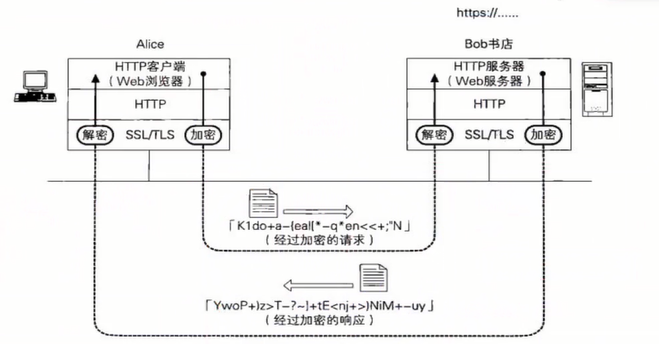 https://......
Alice
Bob书店
HTTP客户端
（Web浏览器）
HTTP服务器
（Web服务器）
HTTP
HTTP
解密 SSL/TLS 加密
解密 SSL/TLS 加密
「K1do+a-(ea![*-q*en<<+;"N」
（经过加密的请求）
「YwoP+)z>T-?~]+tE<nj+>)NiM+-uy」
（经过加密的响应）